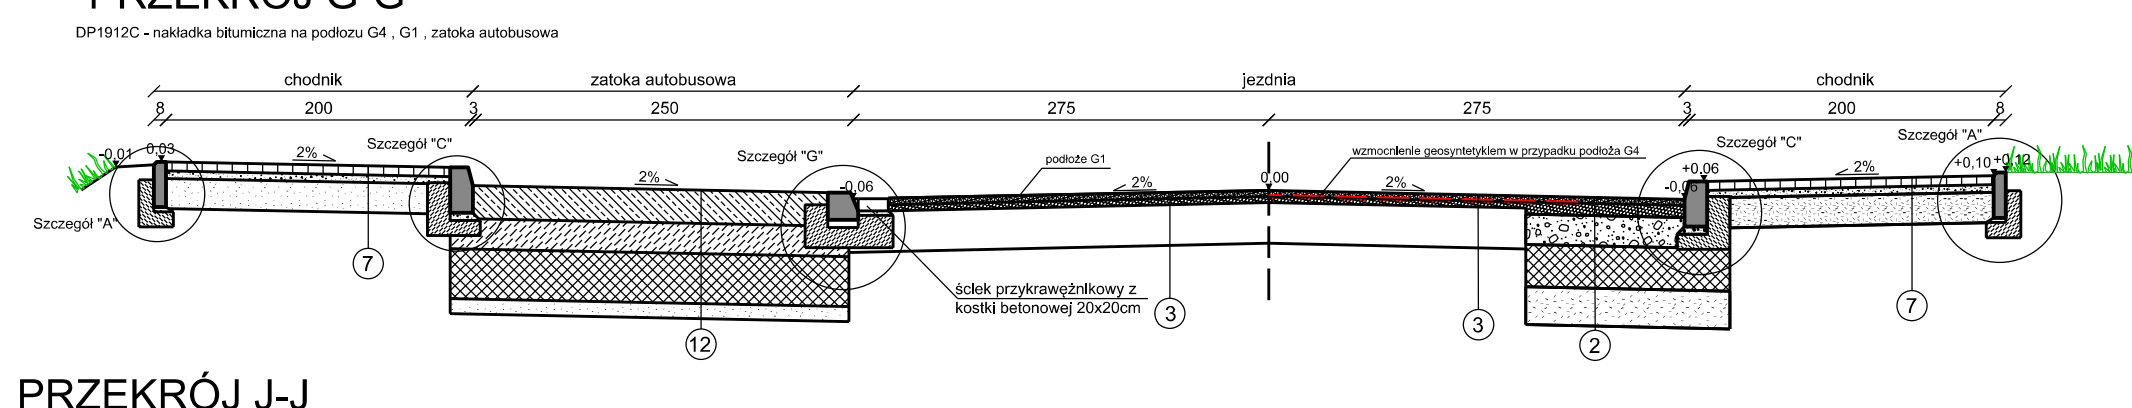 PRZEKRÓJ G-G
DP1912C - nakładka bitumiczna na podłozu G4 , G1 , zatoka autobusowa
chodnik zatoka autobusowa jezdnia chodnik
8 200 3 250 275 275 3 200 8
Szczegół "C" Szczegół "G" podłoże G1 wzmocnienie geosyntetykiem w przypadku podłoża G4 Szczegół "C" Szczegół "A"
-0,01 0,03 2% 2% -0,06 2% 0,00 2% -0,06 +0,06 2% +0,10 +0,12
Szczegół "A"
7 12 3 3 2 7
ściek przykrawężnikowy z
kostki betonowej 20x20cm
PRZEKRÓJ J-J